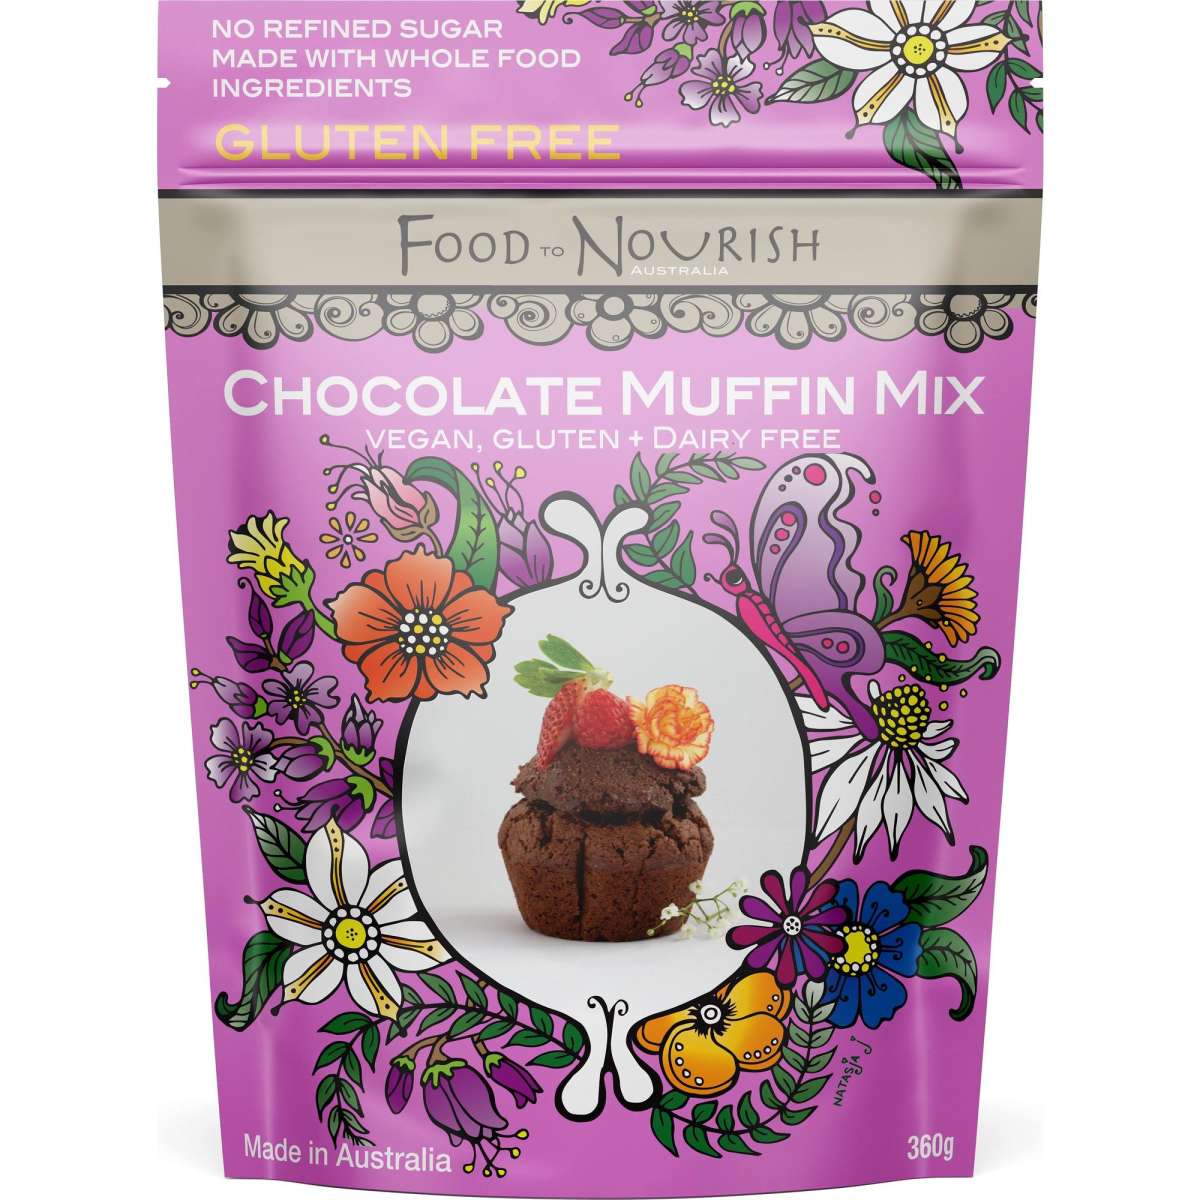 NO REFINED SUGAR
MADE WITH WHOLE FOOD
INGREDIENTS
GLUTEN FREE
FOOD TO NOURISH
AUSTRALIA
CHOCOLATE MUFFIN MIX
VEGAN, GLUTEN + DAIRY FREE
NATASJA J
Made in Australia
360g